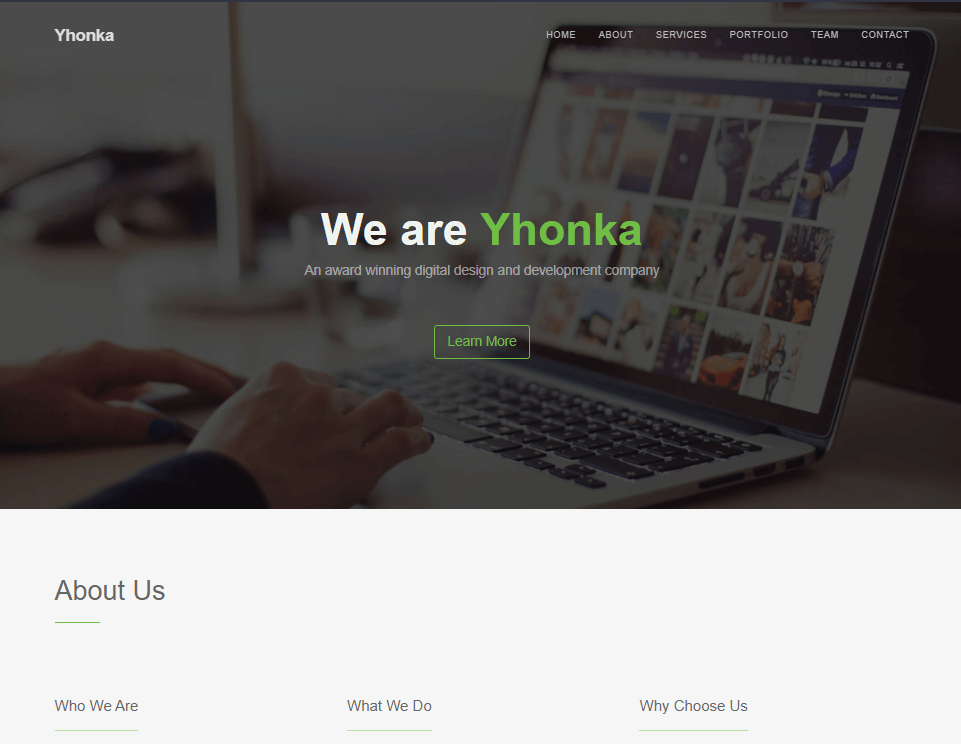 Yhonka
HOME ABOUT SERVICES PORTFOLIO TEAM CONTACT
We are Yhonka
An award winning digital design and development company
Learn More
About Us
Who We Are What We Do Why Choose Us